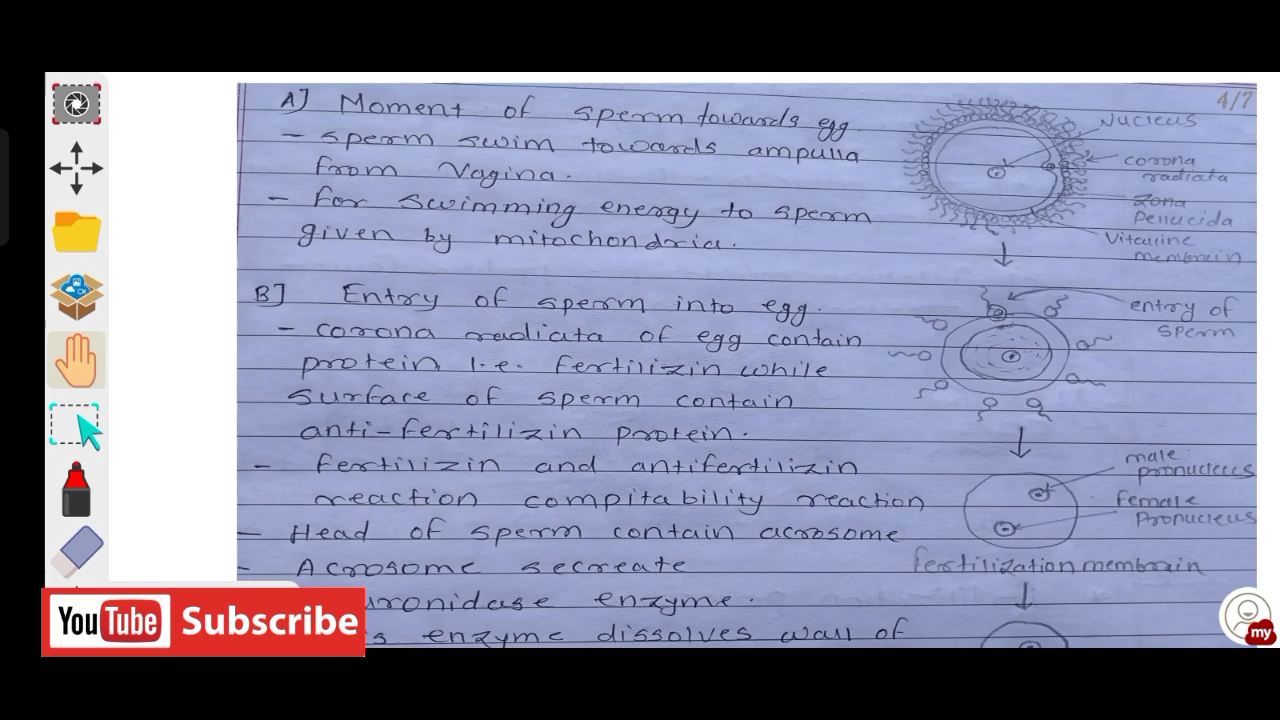 4/7
A] Moment of sperm towards egg.
- sperm swim towards ampulla
from Vagina.
- for swimming energy to sperm
given by mitochondria.
Nucleus
corona
radiata
Zona
Pellucida
Vitelline
membrain
B] Entry of sperm into egg.
- corona radiata of egg contain
protein i.e. fertilizin while
surface of sperm contain
anti-fertilizin protein.
- fertilizin and antifertilizin
reaction compitability reaction
- Head of sperm contain acrosome
- Acrosome secreate
uronidase enzyme.
s enzyme dissolves wall of
entry of
sperm
male
pronucleus
female
Pronucleus
fertilization membrain
YouTube Subscribe
my